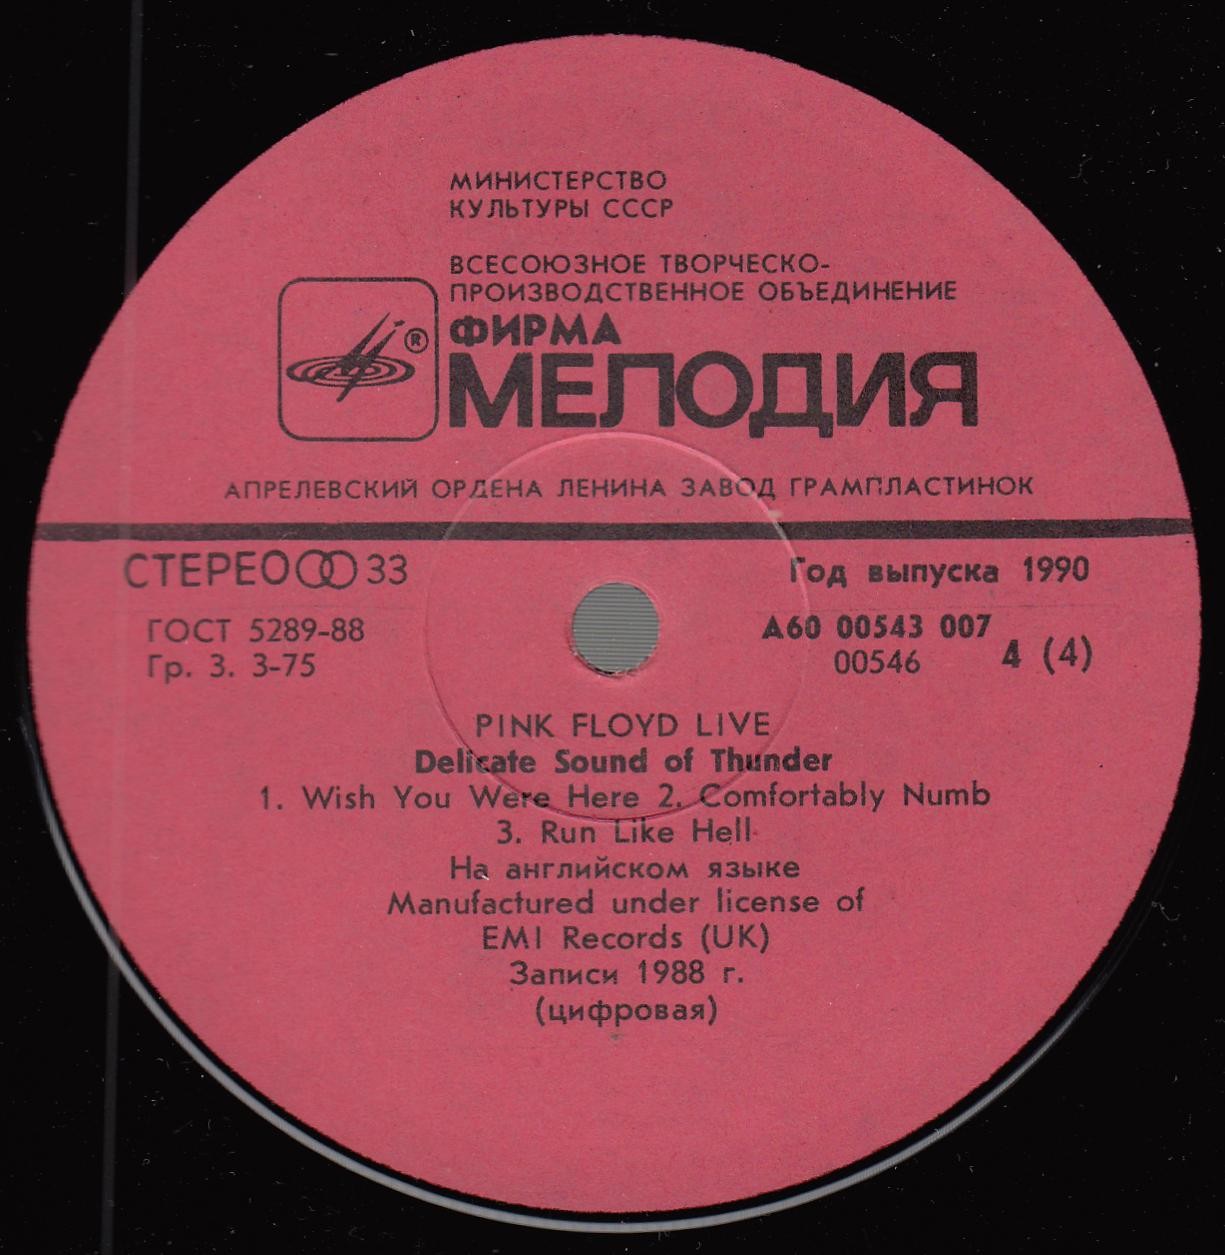 МИНИСТЕРСТВО
КУЛЬТУРЫ СССР
ВСЕСОЮЗНОЕ ТВОРЧЕСКО-
ПРОИЗВОДСТВЕННОЕ ОБЪЕДИНЕНИЕ
ФИРМА
®
МЕЛОДИЯ
АПРЕЛЕВСКИЙ ОРДЕНА ЛЕНИНА ЗАВОД ГРАМПЛАСТИНОК
СТЕРЕО 33
Год выпуска 1990
ГОСТ 5289-88
Гр. 3. 3-75
А60 00543 007
00546 4 (4)
PINK FLOYD LIVE
Delicate Sound of Thunder
1. Wish You Were Here 2. Comfortably Numb
3. Run Like Hell
На английском языке
Manufactured under license of
EMI Records (UK)
Записи 1988 г.
(цифровая)